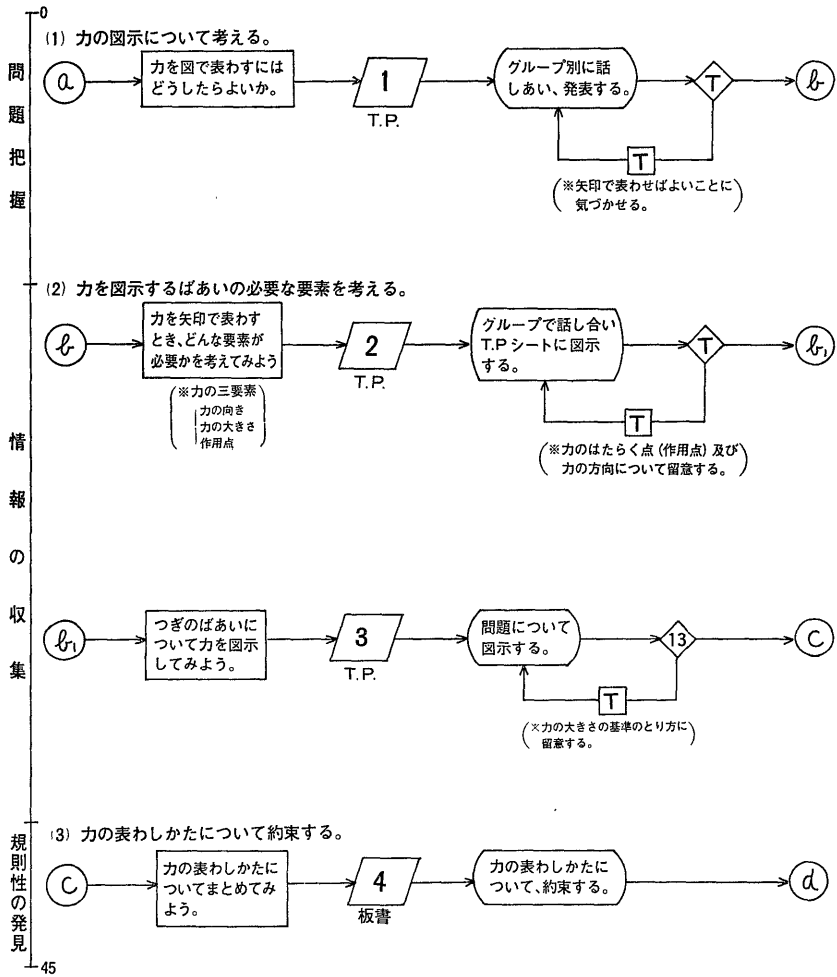 0
(1) 力の図示について考える。
問題把握
a
力を図で表わすには
どうしたらよいか。
1
T.P.
グループ別に話
しあい、発表する。
T
b
T
(※矢印で表わせばよいことに
気づかせる。)
(2) 力を図示するばあいの必要な要素を考える。
b
力を矢印で表わす
とき、どんな要素が
必要かを考えてみよう
(※力の三要素
力の向き
力の大きさ
作用点)
2
T.P.
グループで話し合い
T.Pシートに図示
する。
T
b₁
T
(※力のはたらく点(作用点)及び
力の方向について留意する。)
情報の収集
b₁
つぎのばあいに
ついて力を図示
してみよう。
3
T.P.
問題について
図示する。
13
C
T
(※力の大きさの基準のとり方に
留意する。)
(3) 力の表わしかたについて約束する。
規則性の発見
C
力の表わしかたに
ついてまとめてみ
よう。
4
板書
力の表わしかたに
ついて、約束する。
d
45